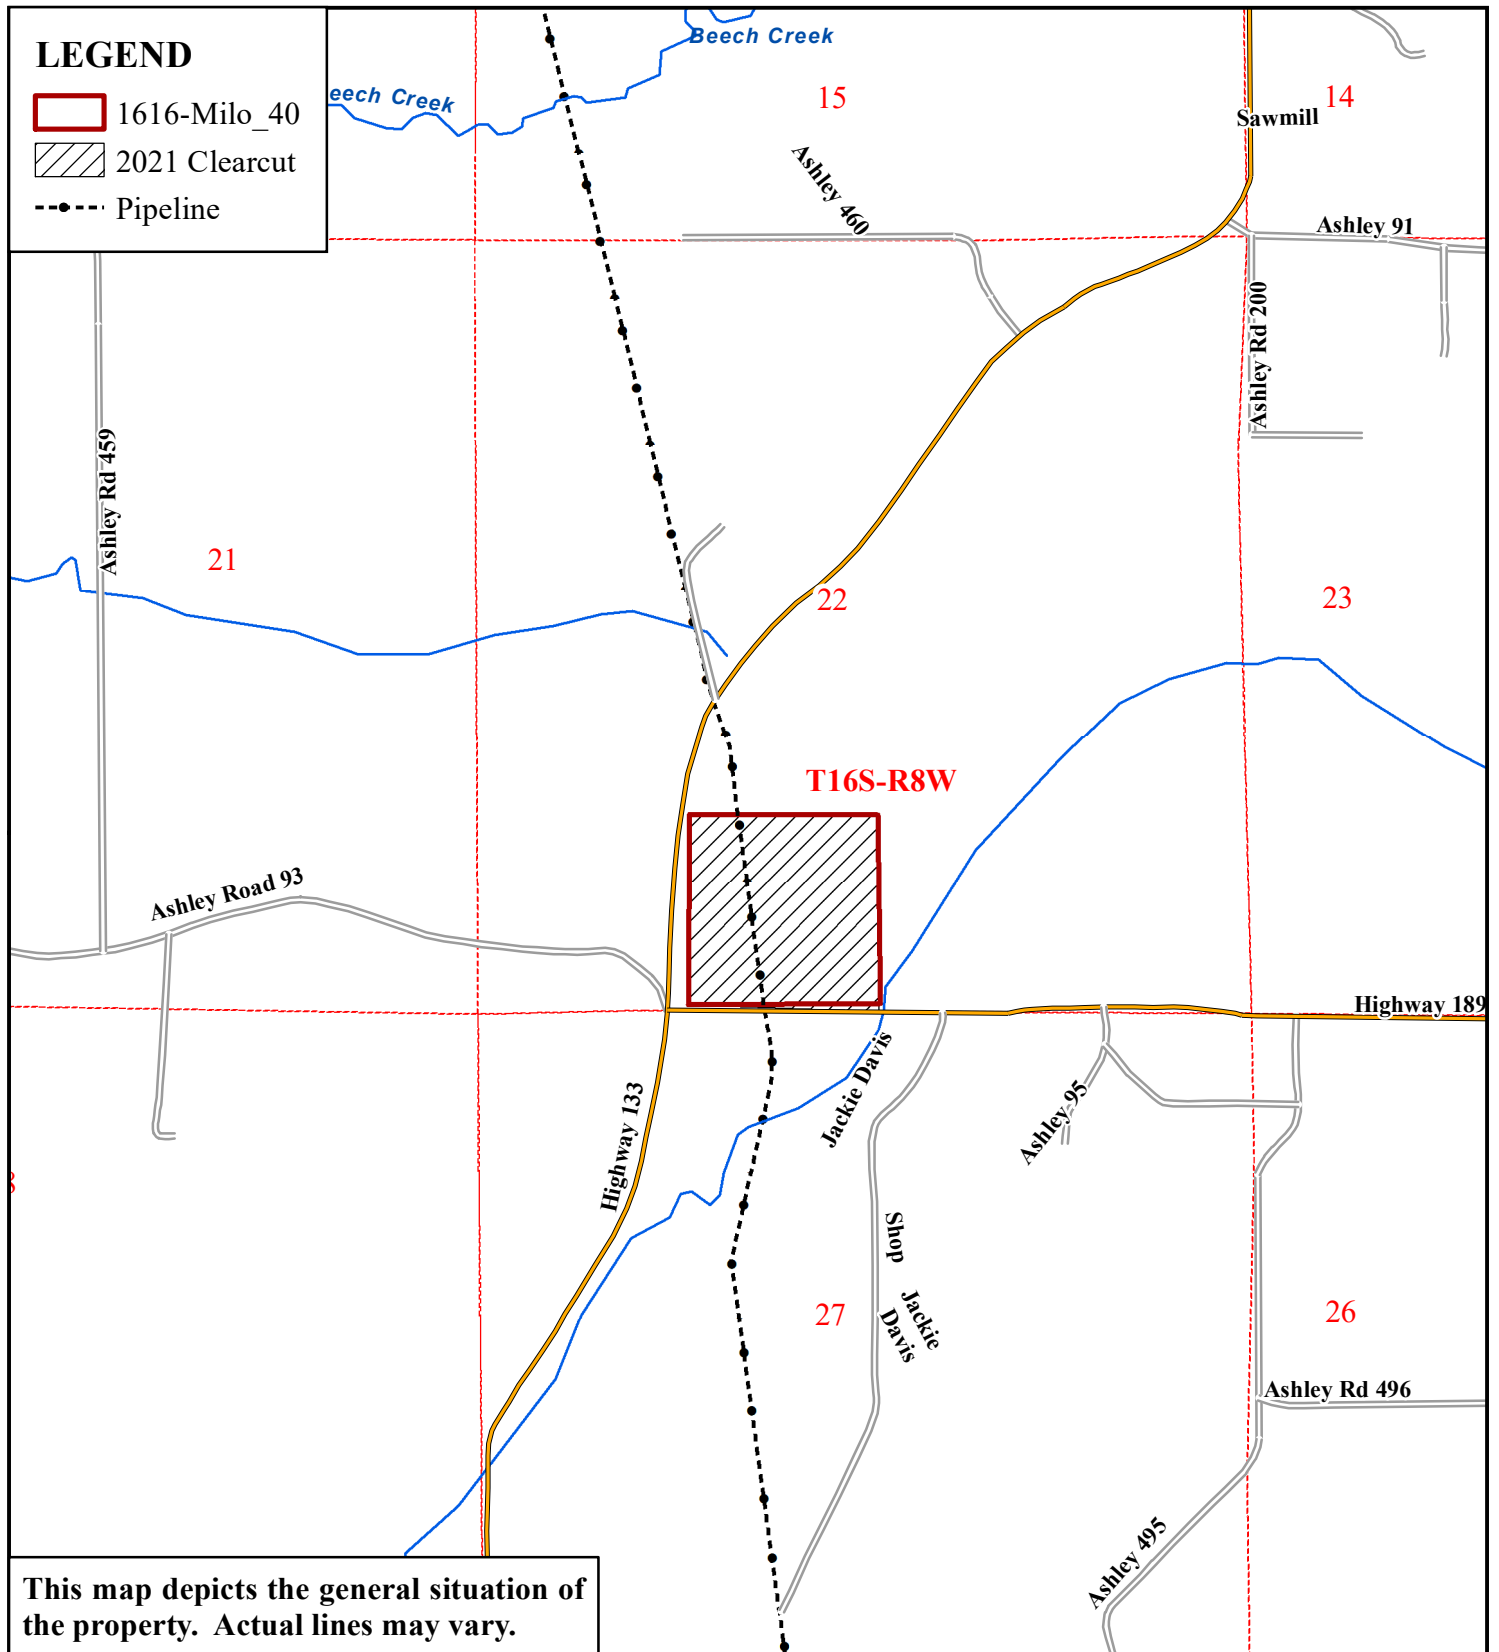 LEGEND
1616-Milo_40
2021 Clearcut
Pipeline
Beech Creek
eech Creek
15
14
Sawmill
Ashley 460
Ashley 91
Ashley Rd 200
Ashley Rd 459
21
22
23
T16S-R8W
Ashley Road 93
Highway 189
Jackie Davis
Ashley 95
Highway 133
Shop
Jackie
Davis
27
26
Ashley Rd 496
Ashley 495
This map depicts the general situation of
the property. Actual lines may vary.